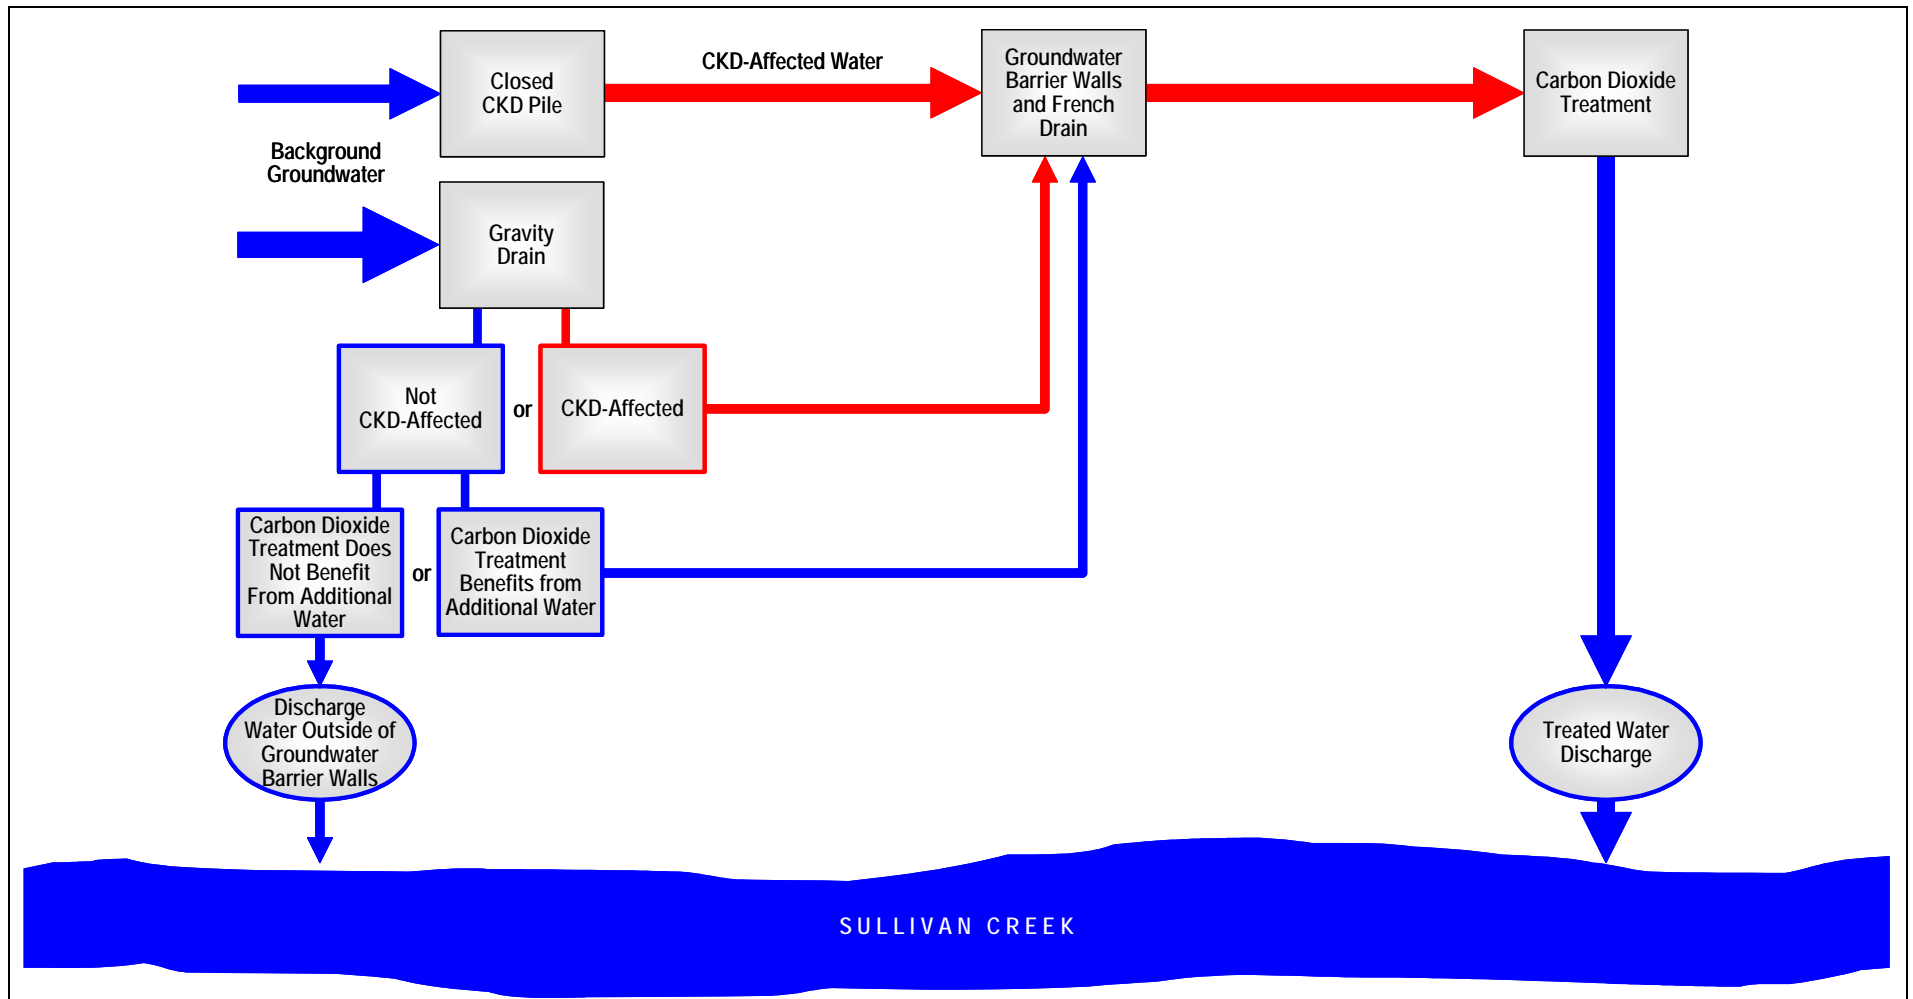 Closed
CKD Pile
CKD-Affected Water
Groundwater
Barrier Walls
and French
Drain
Carbon Dioxide
Treatment
Background
Groundwater
Gravity
Drain
Not
CKD-Affected
or
CKD-Affected
Carbon Dioxide
Treatment Does
Not Benefit
From Additional
Water
or
Carbon Dioxide
Treatment
Benefits from
Additional Water
Discharge
Water Outside of
Groundwater
Barrier Walls
Treated Water
Discharge
SULLIVAN CREEK